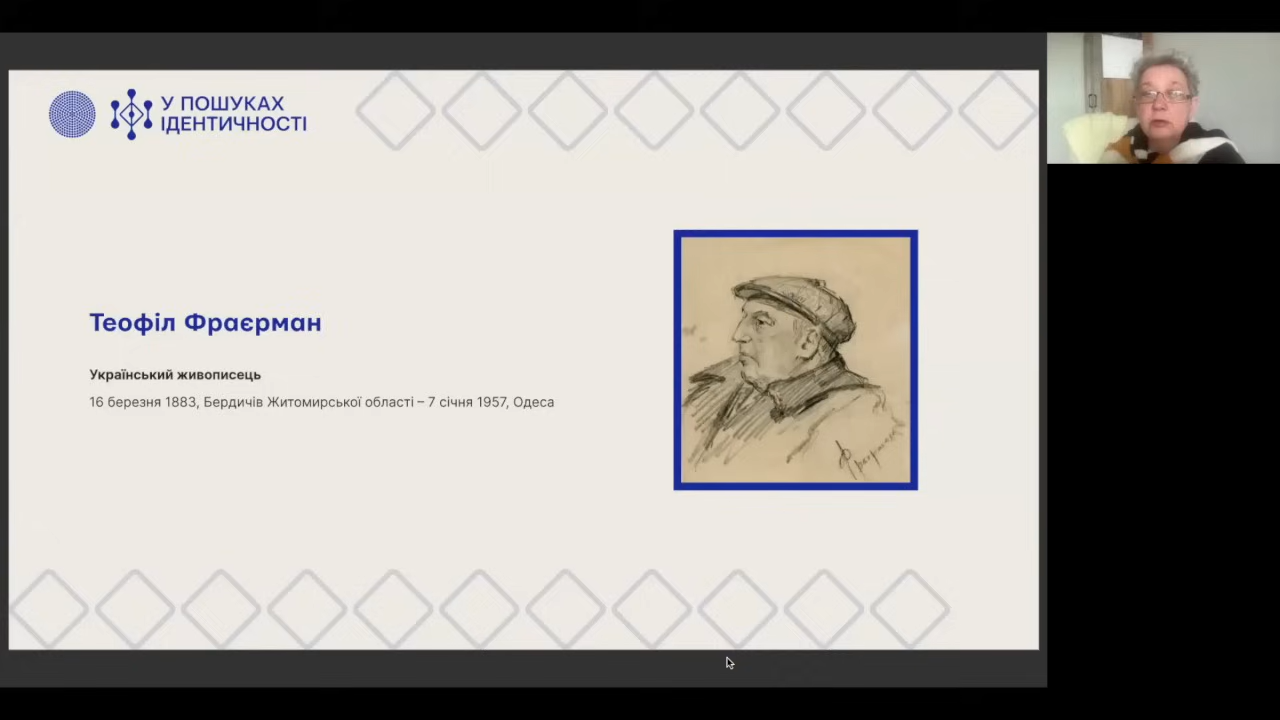 У ПОШУКАХ
ІДЕНТИЧНОСТІ
Теофіл Фраєрман
Український живописець
16 березня 1883, Бердичів Житомирської області – 7 січня 1957, Одеса